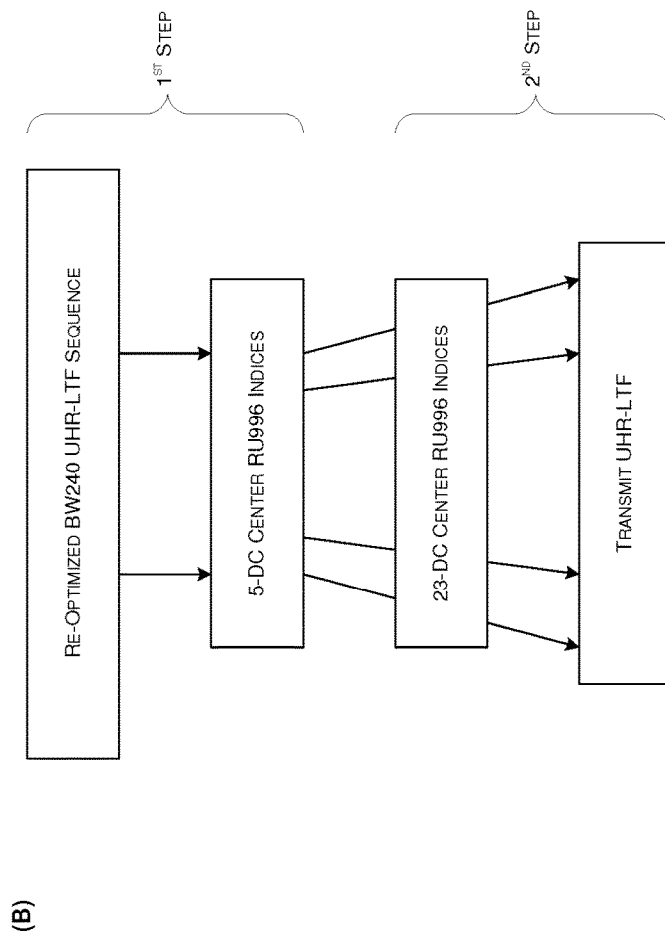 (B)
RE-OPTIMIZED BW240 UHR-LTF SEQUENCE
1ST STEP
5-DC CENTER RU996 INDICES
23-DC CENTER RU996 INDICES
2ND STEP
TRANSMIT UHR-LTF